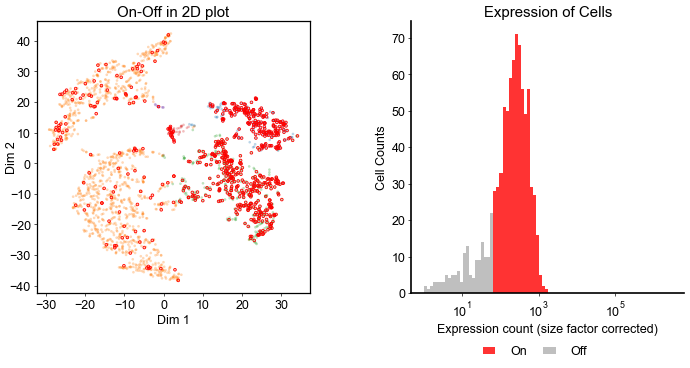 On-Off in 2D plot
Dim 2
40
30
20
10
0
−10
−20
−30
−40
−30 −20 −10 0 10 20 30
Dim 1
Expression of Cells
Cell Counts
70
60
50
40
30
20
10
0
10^1 10^3 10^5
Expression count (size factor corrected)
On Off